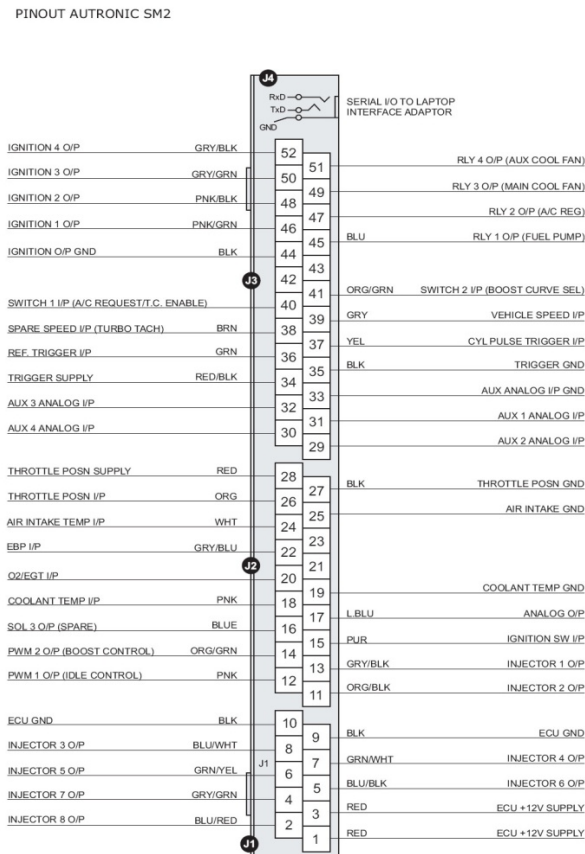 PINOUT AUTRONIC SM2
J4
RxD
TxD
GND
SERIAL I/O TO LAPTOP
INTERFACE ADAPTOR
IGNITION 4 O/P GRY/BLK 52
51 RLY 4 O/P (AUX COOL FAN)
IGNITION 3 O/P GRY/GRN 50
49 RLY 3 O/P (MAIN COOL FAN)
IGNITION 2 O/P PNK/BLK 48
47 RLY 2 O/P (A/C REG)
IGNITION 1 O/P PNK/GRN 46
45 BLU RLY 1 O/P (FUEL PUMP)
IGNITION O/P GND BLK 44
43
J3 42
41 ORG/GRN SWITCH 2 I/P (BOOST CURVE SEL)
SWITCH 1 I/P (A/C REQUEST/T.C. ENABLE) 40
39 GRY VEHICLE SPEED I/P
SPARE SPEED I/P (TURBO TACH) BRN 38
37 YEL CYL PULSE TRIGGER I/P
REF. TRIGGER I/P GRN 36
35 BLK TRIGGER GND
TRIGGER SUPPLY RED/BLK 34
33 AUX ANALOG I/P GND
AUX 3 ANALOG I/P 32
31 AUX 1 ANALOG I/P
AUX 4 ANALOG I/P 30
29 AUX 2 ANALOG I/P
THROTTLE POSN SUPPLY RED 28
27 BLK THROTTLE POSN GND
THROTTLE POSN I/P ORG 26
25 AIR INTAKE GND
AIR INTAKE TEMP I/P WHT 24
23
EBP I/P GRY/BLU 22
J2 21
O2/EGT I/P 20
19 COOLANT TEMP GND
COOLANT TEMP I/P PNK 18
17 L.BLU ANALOG O/P
SOL 3 O/P (SPARE) BLUE 16
15 PUR IGNITION SW I/P
PWM 2 O/P (BOOST CONTROL) ORG/GRN 14
13 GRY/BLK INJECTOR 1 O/P
PWM 1 O/P (IDLE CONTROL) PNK 12
11 ORG/BLK INJECTOR 2 O/P
ECU GND BLK 10
9 BLK ECU GND
INJECTOR 3 O/P BLU/WHT 8
J1 7 GRN/WHT INJECTOR 4 O/P
INJECTOR 5 O/P GRN/YEL 6
5 BLU/BLK INJECTOR 6 O/P
INJECTOR 7 O/P GRY/GRN 4
3 RED ECU +12V SUPPLY
INJECTOR 8 O/P BLU/RED 2
J1 1 RED ECU +12V SUPPLY